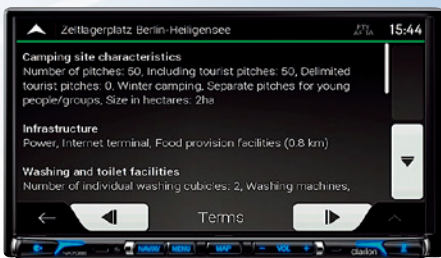 Zeitlagerplatz Berlin-Heiligensee
15:44
Camping site characteristics
Number of pitches: 50, Including tourist pitches: 50, Delimited
tourist pitches: 0, Winter camping, Separate pitches for young
people/groups, Size in hectares: 2ha
Infrastructure
Power, Internet terminal, Food provision facilities (0.8 km)
Washing and toilet facilities
Number of individual washing cubicles: 2, Washing machines,
Terms
NAVI/AV MENU MAP - VOL + clarion